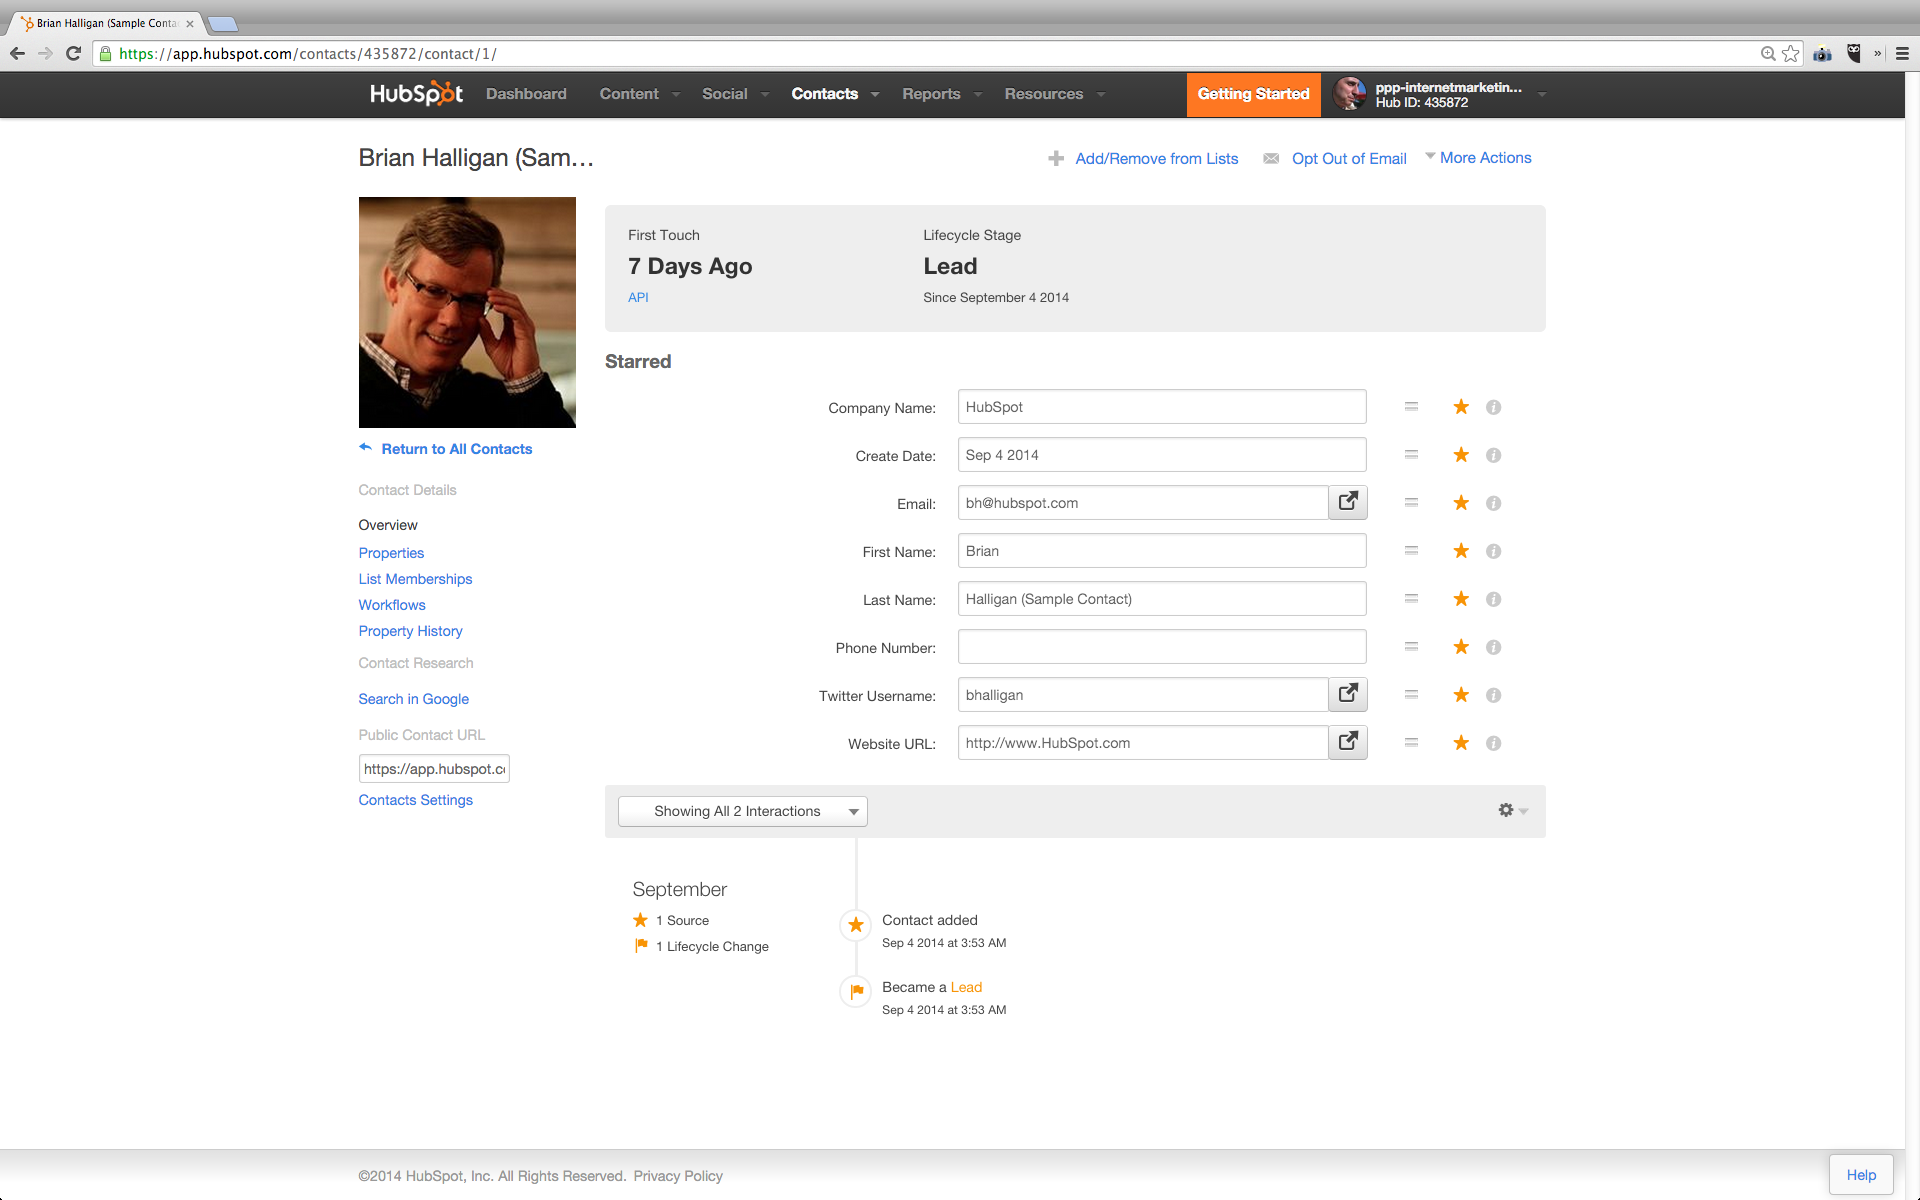 Brian Halligan (Sample Conta
https://app.hubspot.com/contacts/435872/contact/1/
HubSpot Dashboard Content Social Contacts Reports Resources Getting Started ppp-internetmarketin...
Hub ID: 435872
Brian Halligan (Sam...
Add/Remove from Lists Opt Out of Email More Actions
First Touch
7 Days Ago
API
Lifecycle Stage
Lead
Since September 4 2014
Return to All Contacts
Contact Details
Overview
Properties
List Memberships
Workflows
Property History
Contact Research
Search in Google
Public Contact URL
https://app.hubspot.c
Contacts Settings
Starred
Company Name: HubSpot
Create Date: Sep 4 2014
Email: bh@hubspot.com
First Name: Brian
Last Name: Halligan (Sample Contact)
Phone Number:
Twitter Username: bhalligan
Website URL: http://www.HubSpot.com
Showing All 2 Interactions
September
1 Source
1 Lifecycle Change
Contact added
Sep 4 2014 at 3:53 AM
Became a Lead
Sep 4 2014 at 3:53 AM
©2014 HubSpot, Inc. All Rights Reserved. Privacy Policy
Help